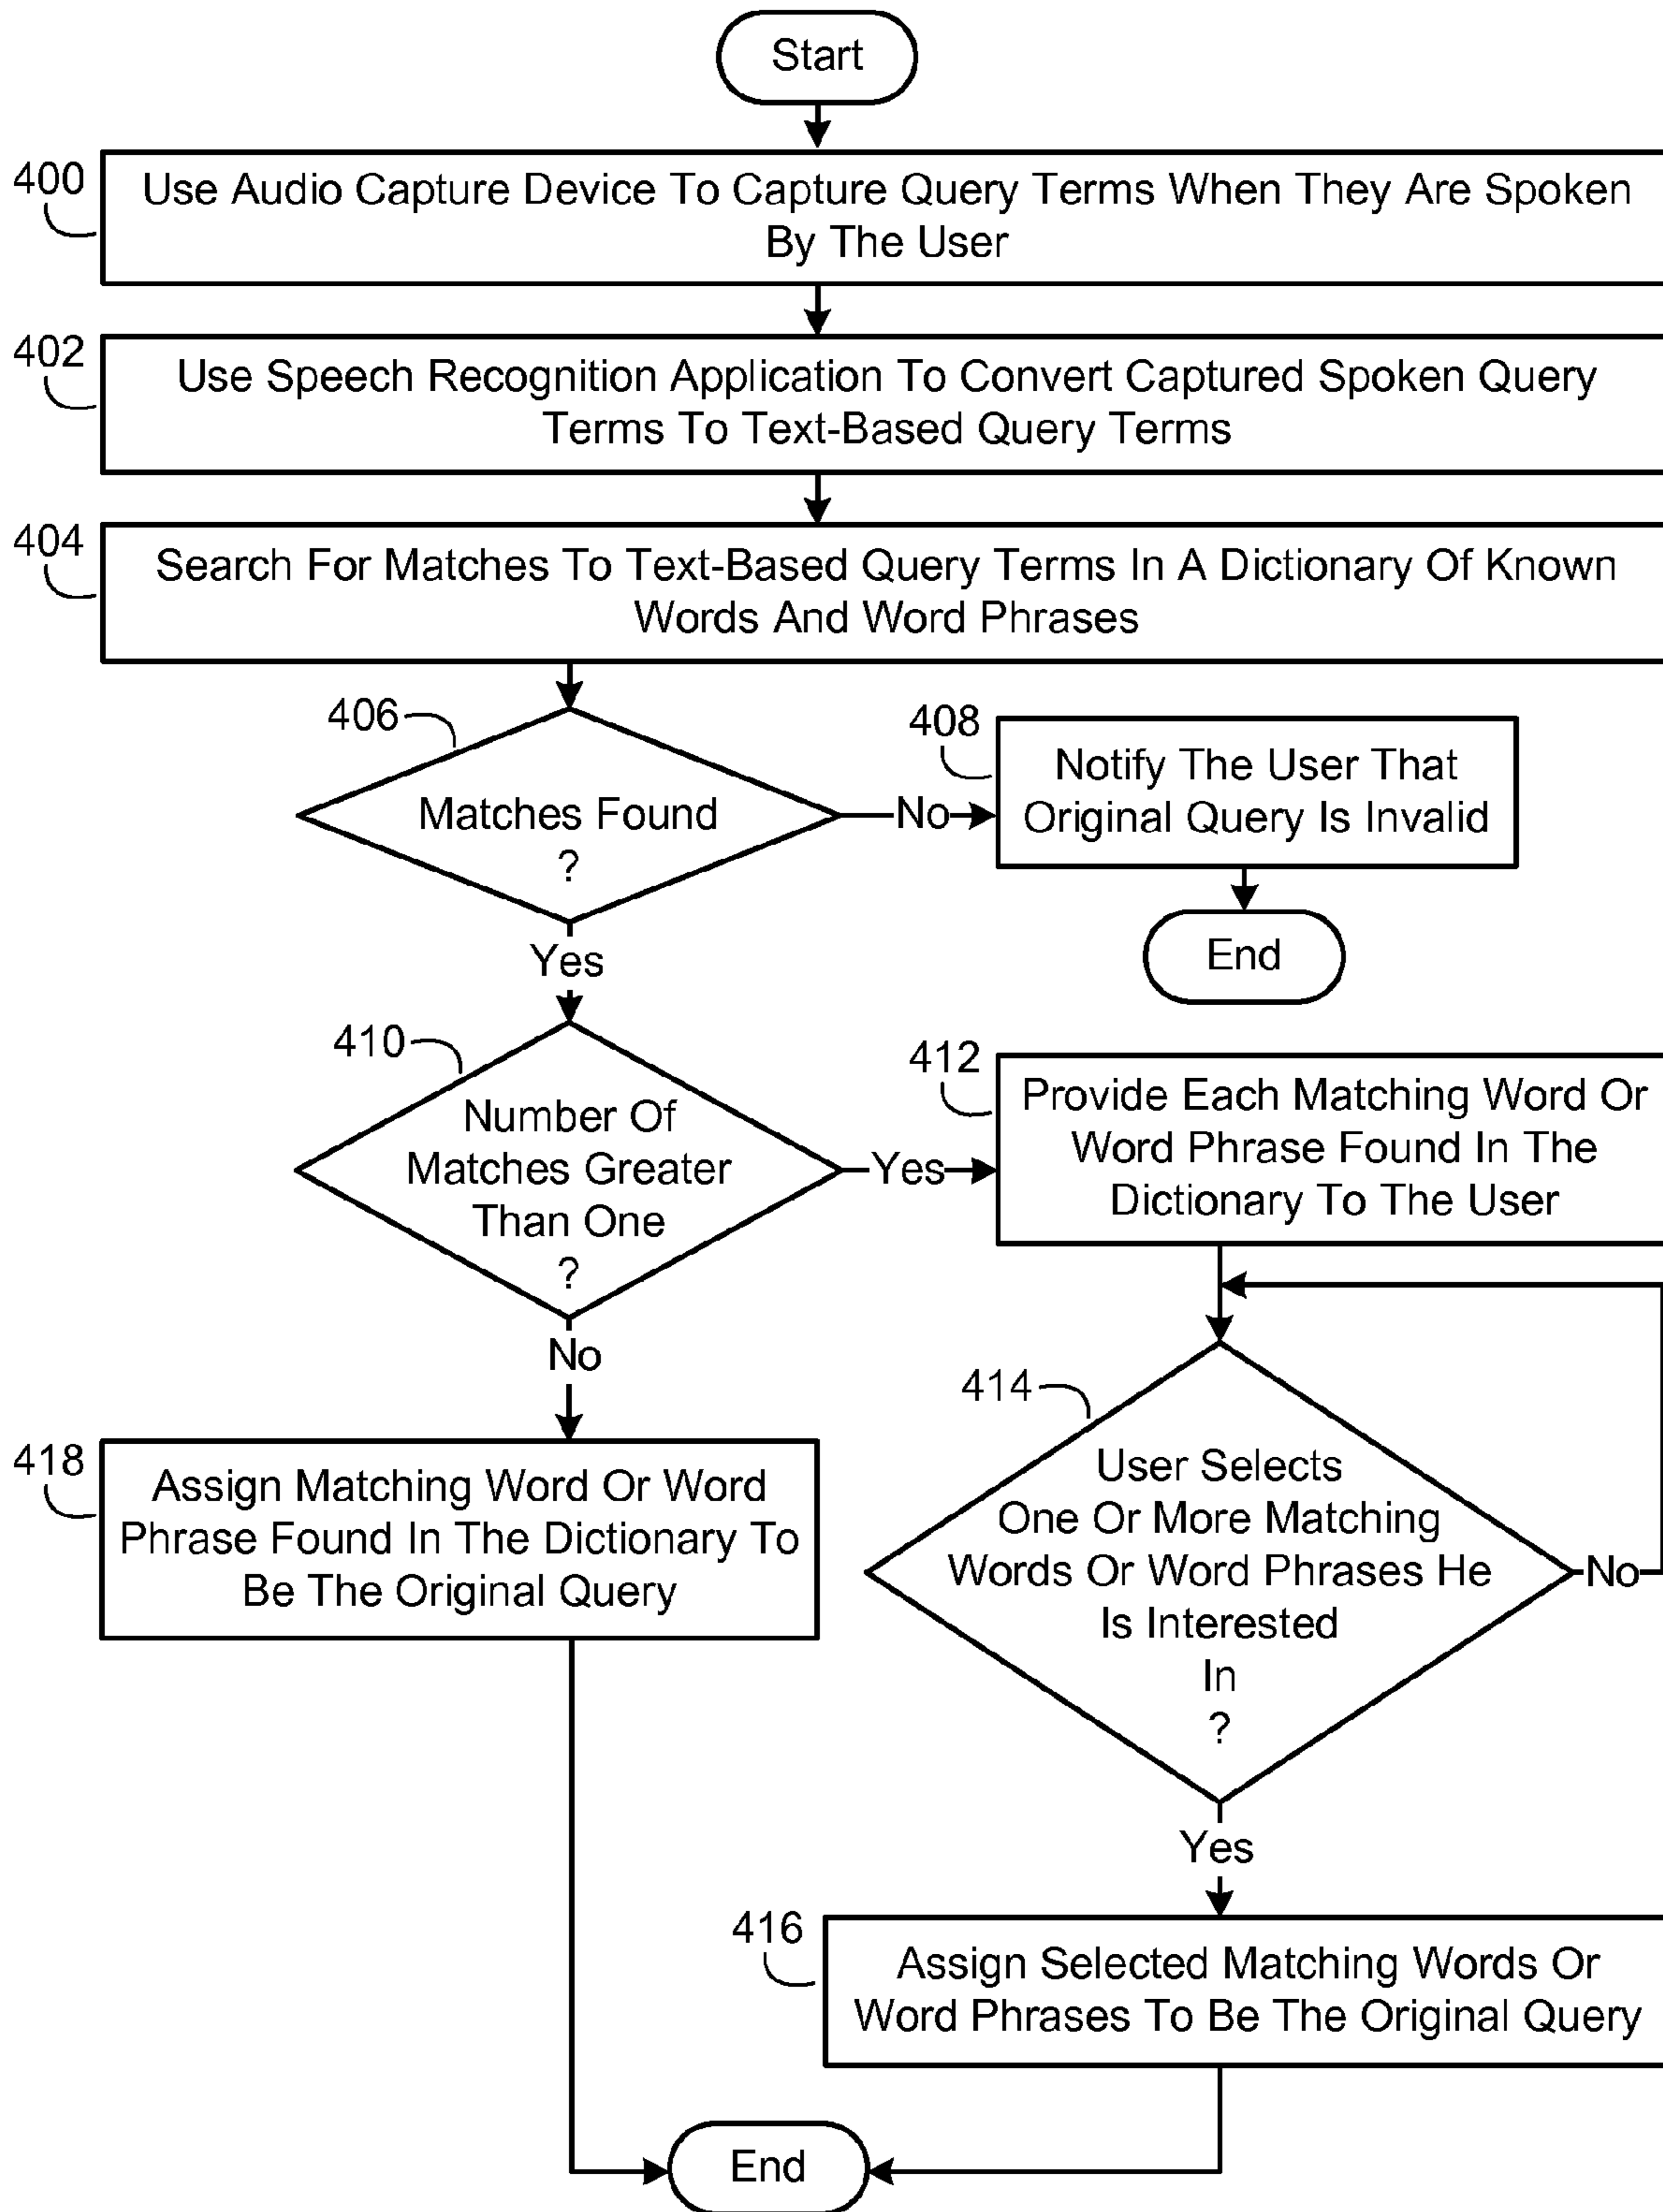 Start
400
Use Audio Capture Device To Capture Query Terms When They Are Spoken
By The User
402
Use Speech Recognition Application To Convert Captured Spoken Query
Terms To Text-Based Query Terms
404
Search For Matches To Text-Based Query Terms In A Dictionary Of Known
Words And Word Phrases
406
Matches Found
?
No
408
Notify The User That
Original Query Is Invalid
End
Yes
410
Number Of
Matches Greater
Than One
?
Yes
412
Provide Each Matching Word Or
Word Phrase Found In The
Dictionary To The User
No
414
User Selects
One Or More Matching
Words Or Word Phrases He
Is Interested
In
?
No
418
Assign Matching Word Or Word
Phrase Found In The Dictionary To
Be The Original Query
Yes
416
Assign Selected Matching Words Or
Word Phrases To Be The Original Query
End